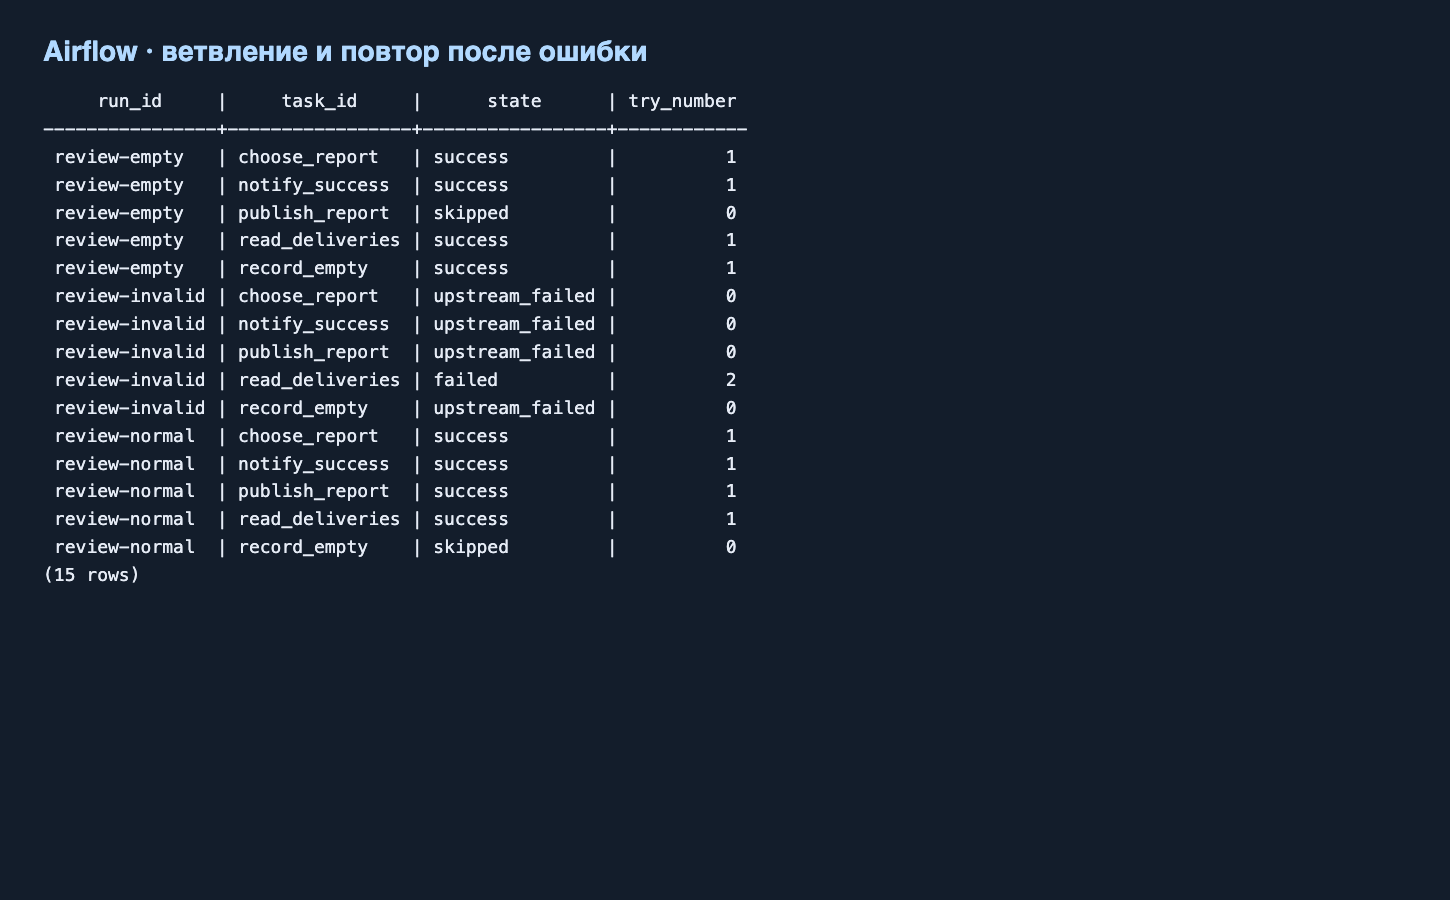 Airflow · ветвление и повтор после ошибки
     run_id     |     task_id     |      state      | try_number
----------------+-----------------+-----------------+------------
 review-empty   | choose_report   | success         |          1
 review-empty   | notify_success  | success         |          1
 review-empty   | publish_report  | skipped         |          0
 review-empty   | read_deliveries | success         |          1
 review-empty   | record_empty    | success         |          1
 review-invalid | choose_report   | upstream_failed |          0
 review-invalid | notify_success  | upstream_failed |          0
 review-invalid | publish_report  | upstream_failed |          0
 review-invalid | read_deliveries | failed          |          2
 review-invalid | record_empty    | upstream_failed |          0
 review-normal  | choose_report   | success         |          1
 review-normal  | notify_success  | success         |          1
 review-normal  | publish_report  | success         |          1
 review-normal  | read_deliveries | success         |          1
 review-normal  | record_empty    | skipped         |          0
(15 rows)